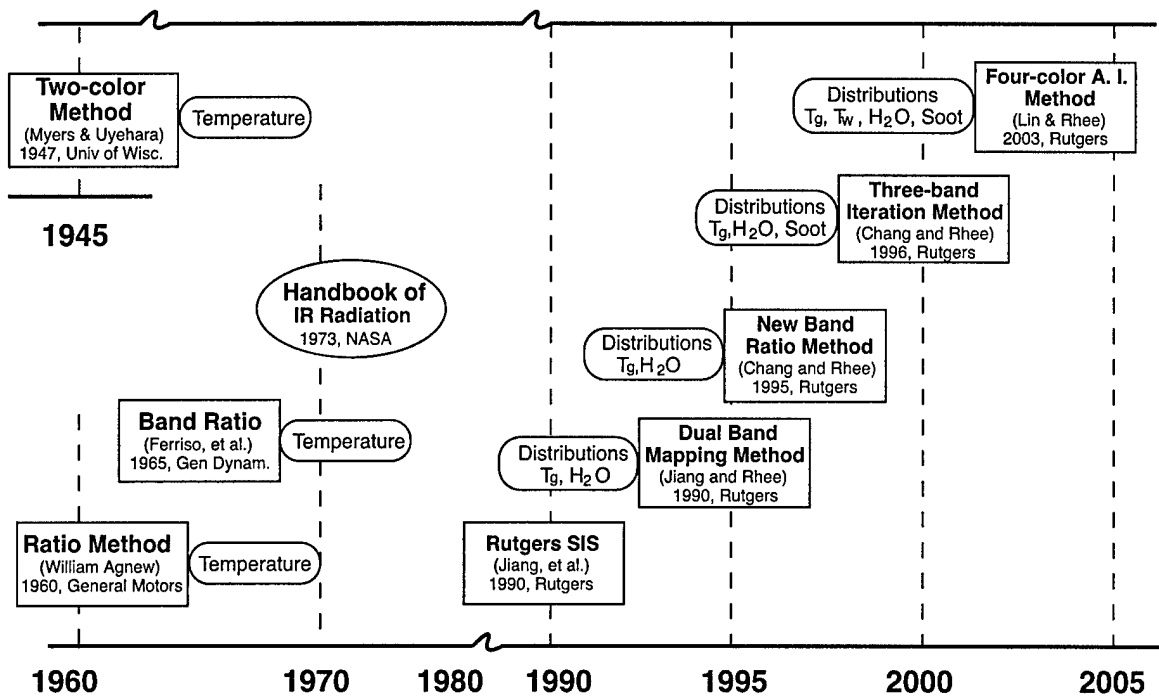 Two-color
Method
(Myers & Uyehara)
1947, Univ of Wisc.
Temperature
1945
Distributions
Tg, Tw, H2O, Soot
Four-color A. I.
Method
(Lin & Rhee)
2003, Rutgers
Distributions
Tg,H2O, Soot
Three-band
Iteration Method
(Chang and Rhee)
1996, Rutgers
Handbook of
IR Radiation
1973, NASA
Distributions
Tg,H2O
New Band
Ratio Method
(Chang and Rhee)
1995, Rutgers
Band Ratio
(Ferriso, et al.)
1965, Gen Dynam.
Temperature
Distributions
Tg, H2O
Dual Band
Mapping Method
(Jiang and Rhee)
1990, Rutgers
Ratio Method
(William Agnew)
1960, General Motors
Temperature
Rutgers SIS
(Jiang, et al.)
1990, Rutgers
1960 1970 1980 1990 1995 2000 2005